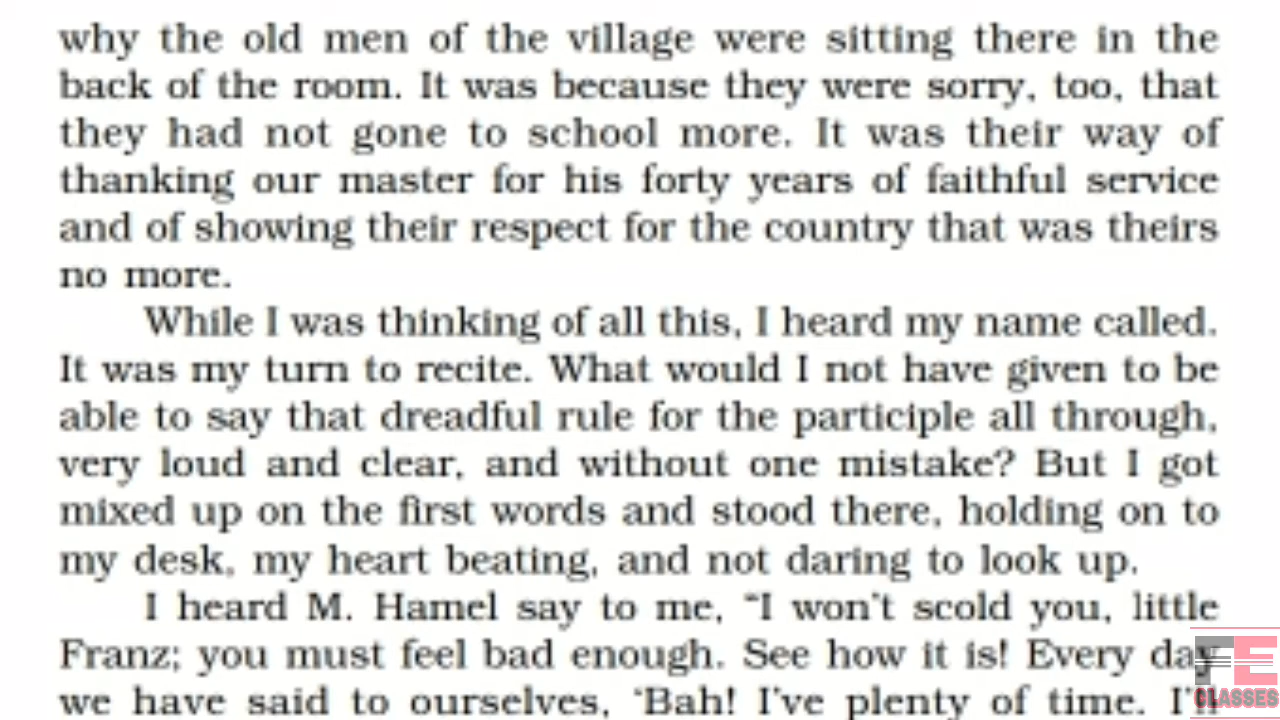 why the old men of the village were sitting there in the
back of the room. It was because they were sorry, too, that
they had not gone to school more. It was their way of
thanking our master for his forty years of faithful service
and of showing their respect for the country that was theirs
no more.
While I was thinking of all this, I heard my name called.
It was my turn to recite. What would I not have given to be
able to say that dreadful rule for the participle all through,
very loud and clear, and without one mistake? But I got
mixed up on the first words and stood there, holding on to
my desk, my heart beating, and not daring to look up.
I heard M. Hamel say to me, “I won't scold you, little
Franz; you must feel bad enough. See how it is! Every day
we have said to ourselves, ‘Bah! I've plenty of time. I'll
FE
CLASSES